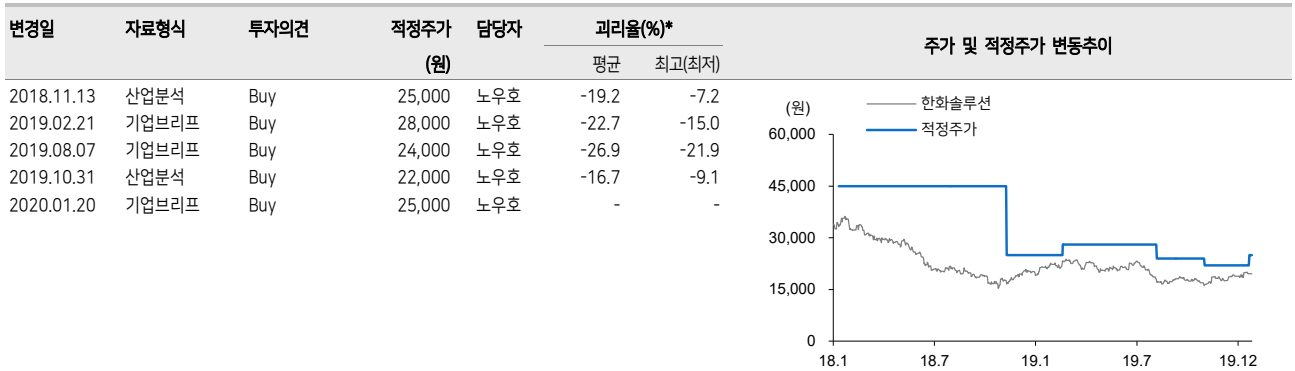 변경일 자료형식 투자의견 적정주가 담당자 괴리율(%)* 주가 및 적정주가 변동추이
(원) 평균 최고(최저)
2018.11.13 산업분석 Buy 25,000 노우호 -19.2 -7.2
2019.02.21 기업브리프 Buy 28,000 노우호 -22.7 -15.0
2019.08.07 기업브리프 Buy 24,000 노우호 -26.9 -21.9
2019.10.31 산업분석 Buy 22,000 노우호 -16.7 -9.1
2020.01.20 기업브리프 Buy 25,000 노우호 - -
(원)
한화솔루션
적정주가
60,000
45,000
30,000
15,000
0
18.1 18.7 19.1 19.7 19.12